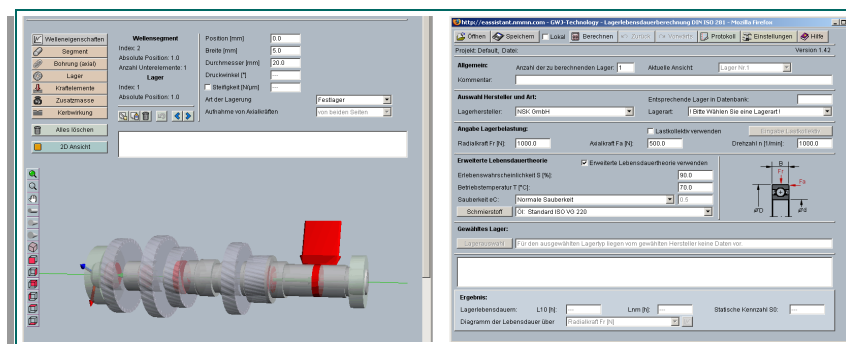 Welleneigenschaften
Segment
Bohrung (axial)
Lager
Kraftelemente
Zusatzmasse
Kerbwirkung
Alles löschen
2D Ansicht
Wellensegment
Index: 2
Absolute Position: 1.0
Anzahl Unterelemente: 1
Lager
Index: 1
Absolute Position: 1.0
Position [mm] 0.0
Breite [mm] 5.0
Durchmesser [mm] 20.0
Druckwinkel [°] ---
Steifigkeit [N/µm] ---
Art der Lagerung Festlager
Aufnahme von Axialkräften von beiden Seiten
http://eassistant.nmnm.com - GWJ-Technology - Lagerlebensdauerberechnung DIN ISO 281 - Mozilla Firefox
Öffnen Speichern Lokal Berechnen Zurück Vorwärts Protokoll Einstellungen Hilfe
Projekt: Default, Datei: Version 1.42
Allgemein: Anzahl der zu berechnenden Lager: 1 Aktuelle Ansicht: Lager Nr.1
Kommentar:
Auswahl Hersteller und Art: Entsprechende Lager in Datenbank:
Lagerhersteller: NSK GmbH Lagerart: ! Bitte Wählen Sie eine Lagerart !
Angabe Lagerbelastung: Lastkollektiv verwenden Eingabe Lastkollektiv
Radialkraft Fr [N]: 1000.0 Axialkraft Fa [N]: 500.0 Drehzahl n [1/min]: 1000.0
Erweiterte Lebensdauertheorie Erweiterte Lebensdauertheorie verwenden
Erlebenswahrscheinlichkeit S [%]: 90.0
Betriebstemperatur T [°C]: 70.0
Sauberkeit eC: Normale Sauberkeit 0.5
Schmierstoff Öl: Standard ISO VG 220
B
Fr
Fa
øD
ød
Gewähltes Lager:
Lagerauswahl Für den ausgewählten Lagertyp liegen vom gewählten Hersteller keine Daten vor
Ergebnis:
Lagerlebensdauern: L10 [h]: --- Lnm [h]: --- Statische Kennzahl S0: ---
Diagramm der Lebensdauer über Radialkraft Fr [N]